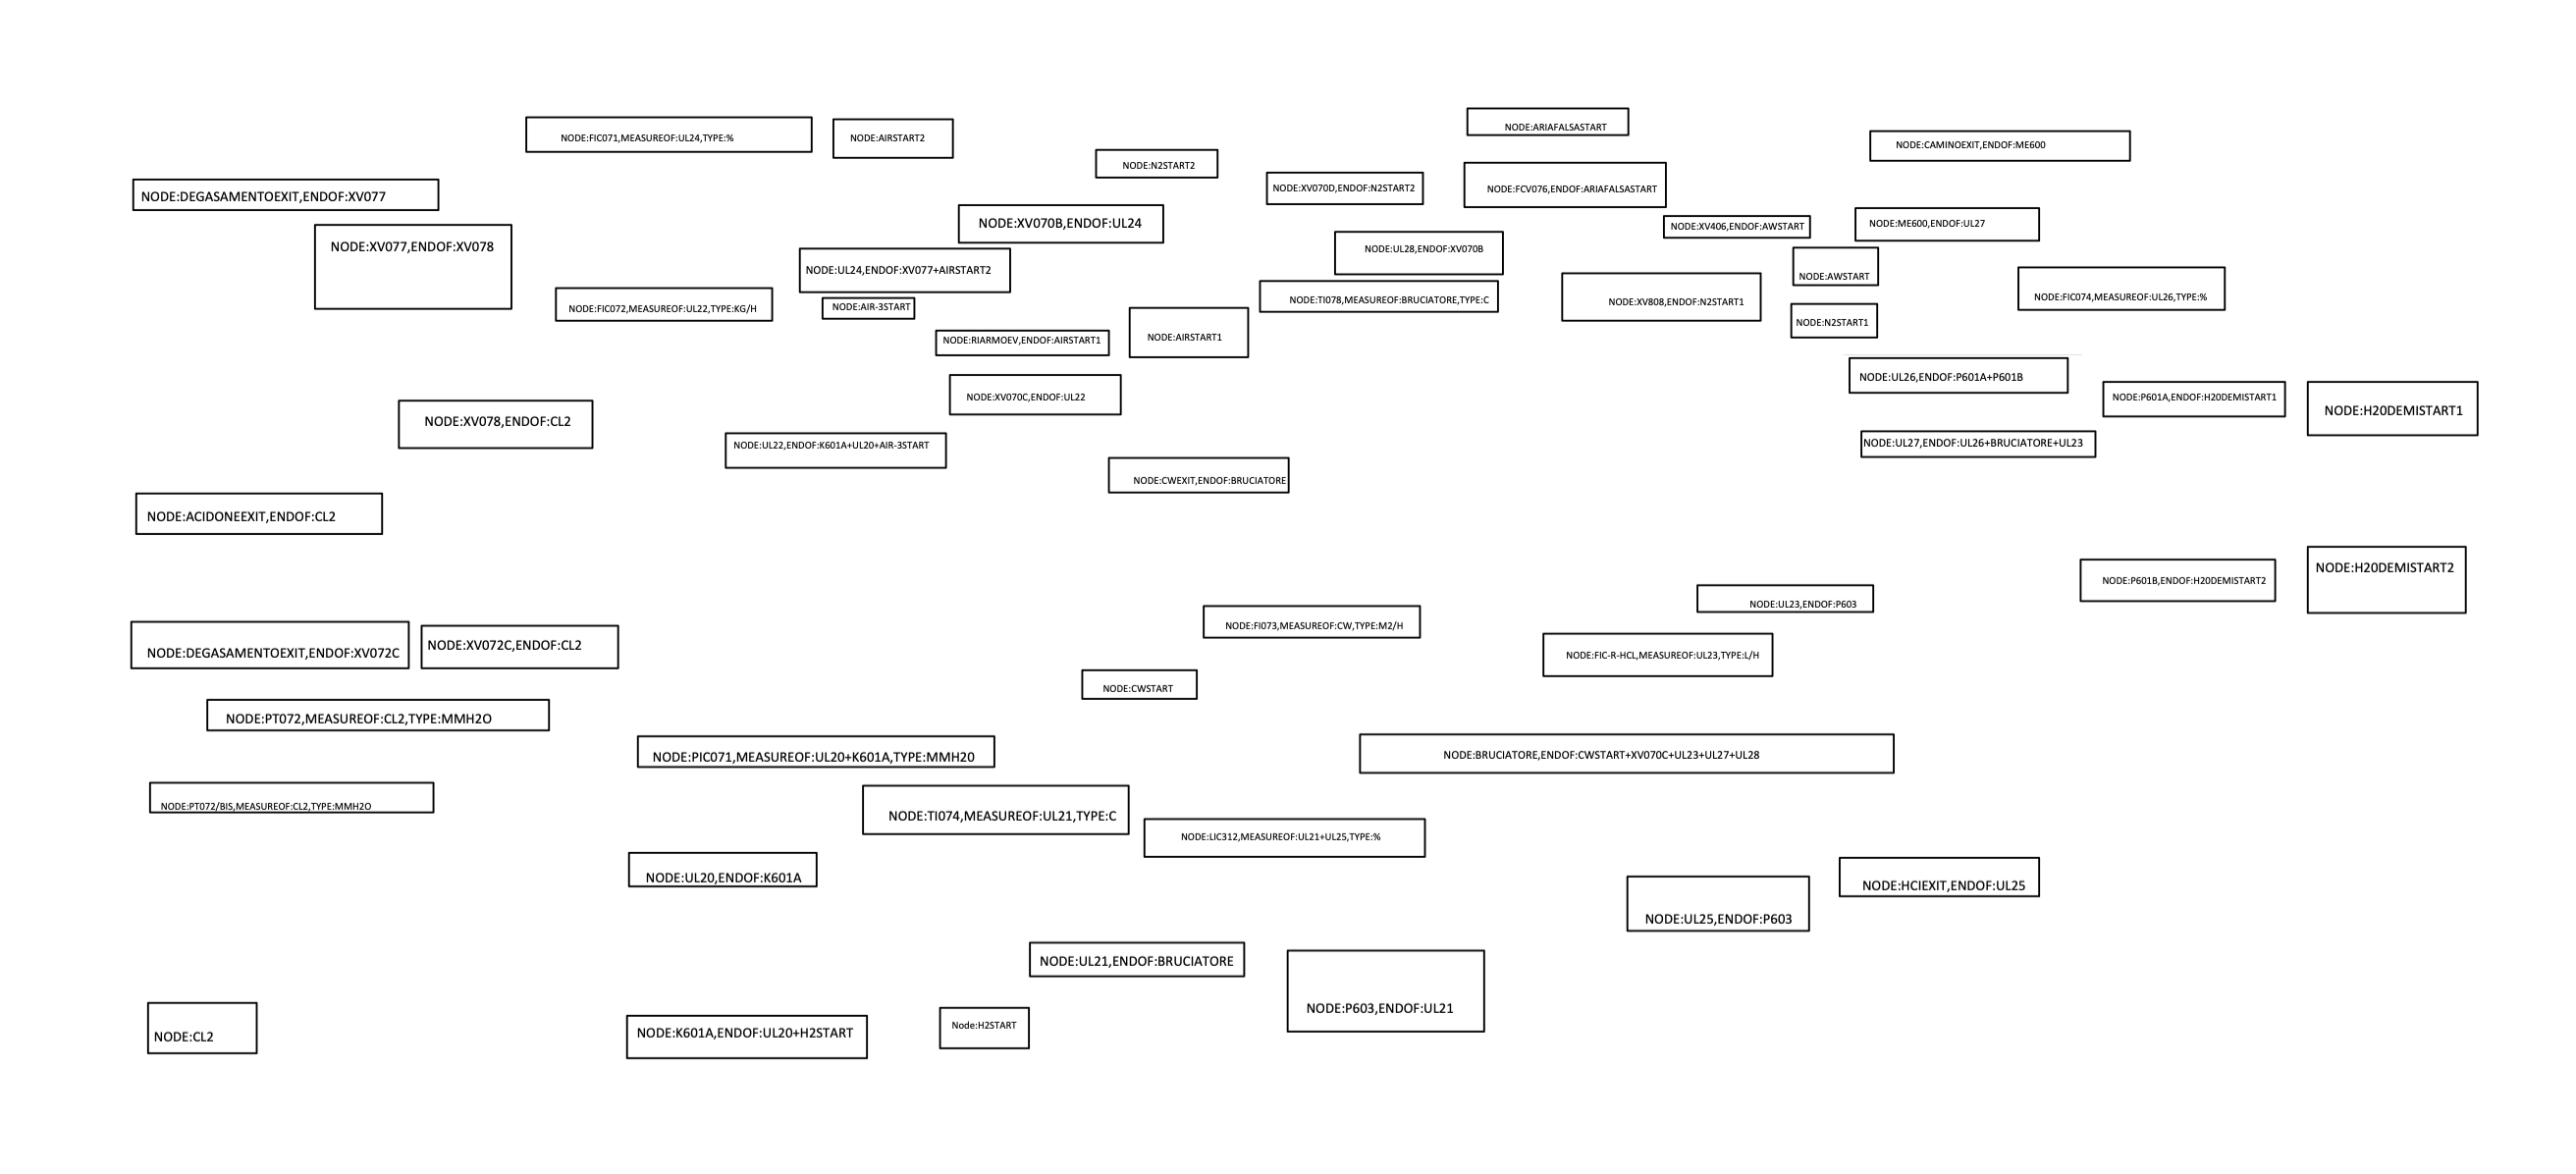 NODE:ARIAFALSASTART
NODE:FIC071,MEASUREOF:UL24,TYPE:%
NODE:AIRSTART2
NODE:CAMINOEXIT,ENDOF:ME600
NODE:N2START2
NODE:XV070D,ENDOF:N2START2
NODE:FCV076,ENDOF:ARIAFALSASTART
NODE:DEGASAMENTOEXIT,ENDOF:XV077
NODE:XV070B,ENDOF:UL24
NODE:XV406,ENDOF:AWSTART
NODE:ME600,ENDOF:UL27
NODE:XV077,ENDOF:XV078
NODE:UL28,ENDOF:XV070B
NODE:UL24,ENDOF:XV077+AIRSTART2
NODE:AWSTART
NODE:FIC074,MEASUREOF:UL26,TYPE:%
NODE:TI078,MEASUREOF:BRUCIATORE,TYPE:C
NODE:XV808,ENDOF:N2START1
NODE:FIC072,MEASUREOF:UL22,TYPE:KG/H
NODE:AIR-3START
NODE:N2START1
NODE:RIARMOEV,ENDOF:AIRSTART1
NODE:AIRSTART1
NODE:UL26,ENDOF:P601A+P601B
NODE:XV070C,ENDOF:UL22
NODE:P601A,ENDOF:H20DEMISTART1
NODE:H20DEMISTART1
NODE:XV078,ENDOF:CL2
NODE:UL22,ENDOF:K601A+UL20+AIR-3START
NODE:UL27,ENDOF:UL26+BRUCIATORE+UL23
NODE:CWEXIT,ENDOF:BRUCIATORE
NODE:ACIDONEEXIT,ENDOF:CL2
NODE:P601B,ENDOF:H20DEMISTART2
NODE:H20DEMISTART2
NODE:UL23,ENDOF:P603
NODE:FI073,MEASUREOF:CW,TYPE:M2/H
NODE:DEGASAMENTOEXIT,ENDOF:XV072C
NODE:XV072C,ENDOF:CL2
NODE:FIC-R-HCL,MEASUREOF:UL23,TYPE:L/H
NODE:CWSTART
NODE:PT072,MEASUREOF:CL2,TYPE:MMH2O
NODE:PIC071,MEASUREOF:UL20+K601A,TYPE:MMH20
NODE:BRUCIATORE,ENDOF:CWSTART+XV070C+UL23+UL27+UL28
NODE:PT072/BIS,MEASUREOF:CL2,TYPE:MMH2O
NODE:TI074,MEASUREOF:UL21,TYPE:C
NODE:LIC312,MEASUREOF:UL21+UL25,TYPE:%
NODE:UL20,ENDOF:K601A
NODE:HCIEXIT,ENDOF:UL25
NODE:UL25,ENDOF:P603
NODE:UL21,ENDOF:BRUCIATORE
NODE:P603,ENDOF:UL21
NODE:CL2
NODE:K601A,ENDOF:UL20+H2START
Node:H2START